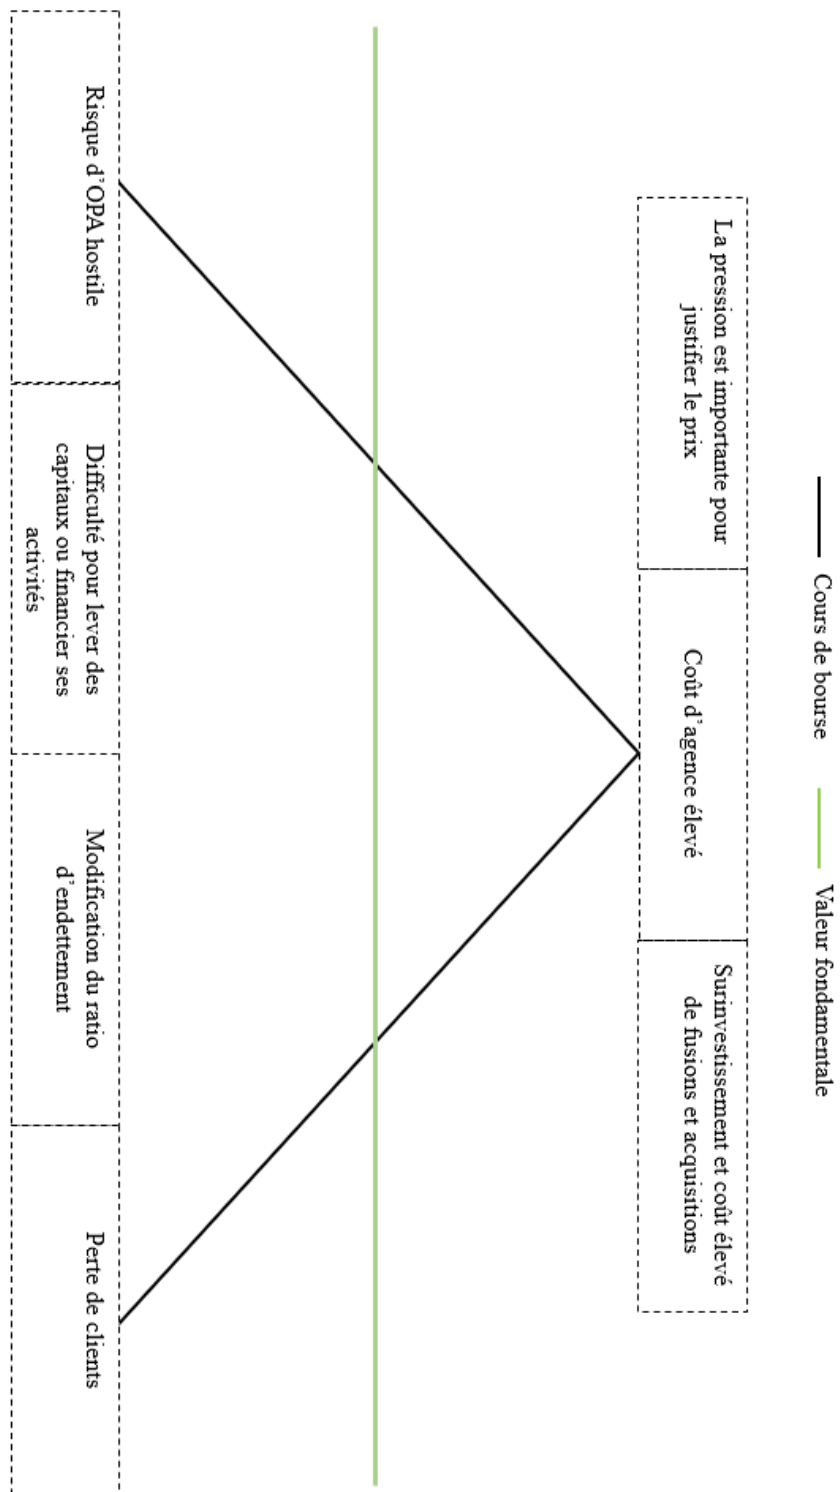 Cours de bourse
Valeur fondamentale
La pression est importante pour
justifier le prix
Coût d'agence élevé
Surinvestissement et coût élevé
de fusions et acquisitions
Risque d'OPA hostile
Difficulté pour lever des
capitaux ou financier ses
activités
Modification du ratio
d'endettement
Perte de clients